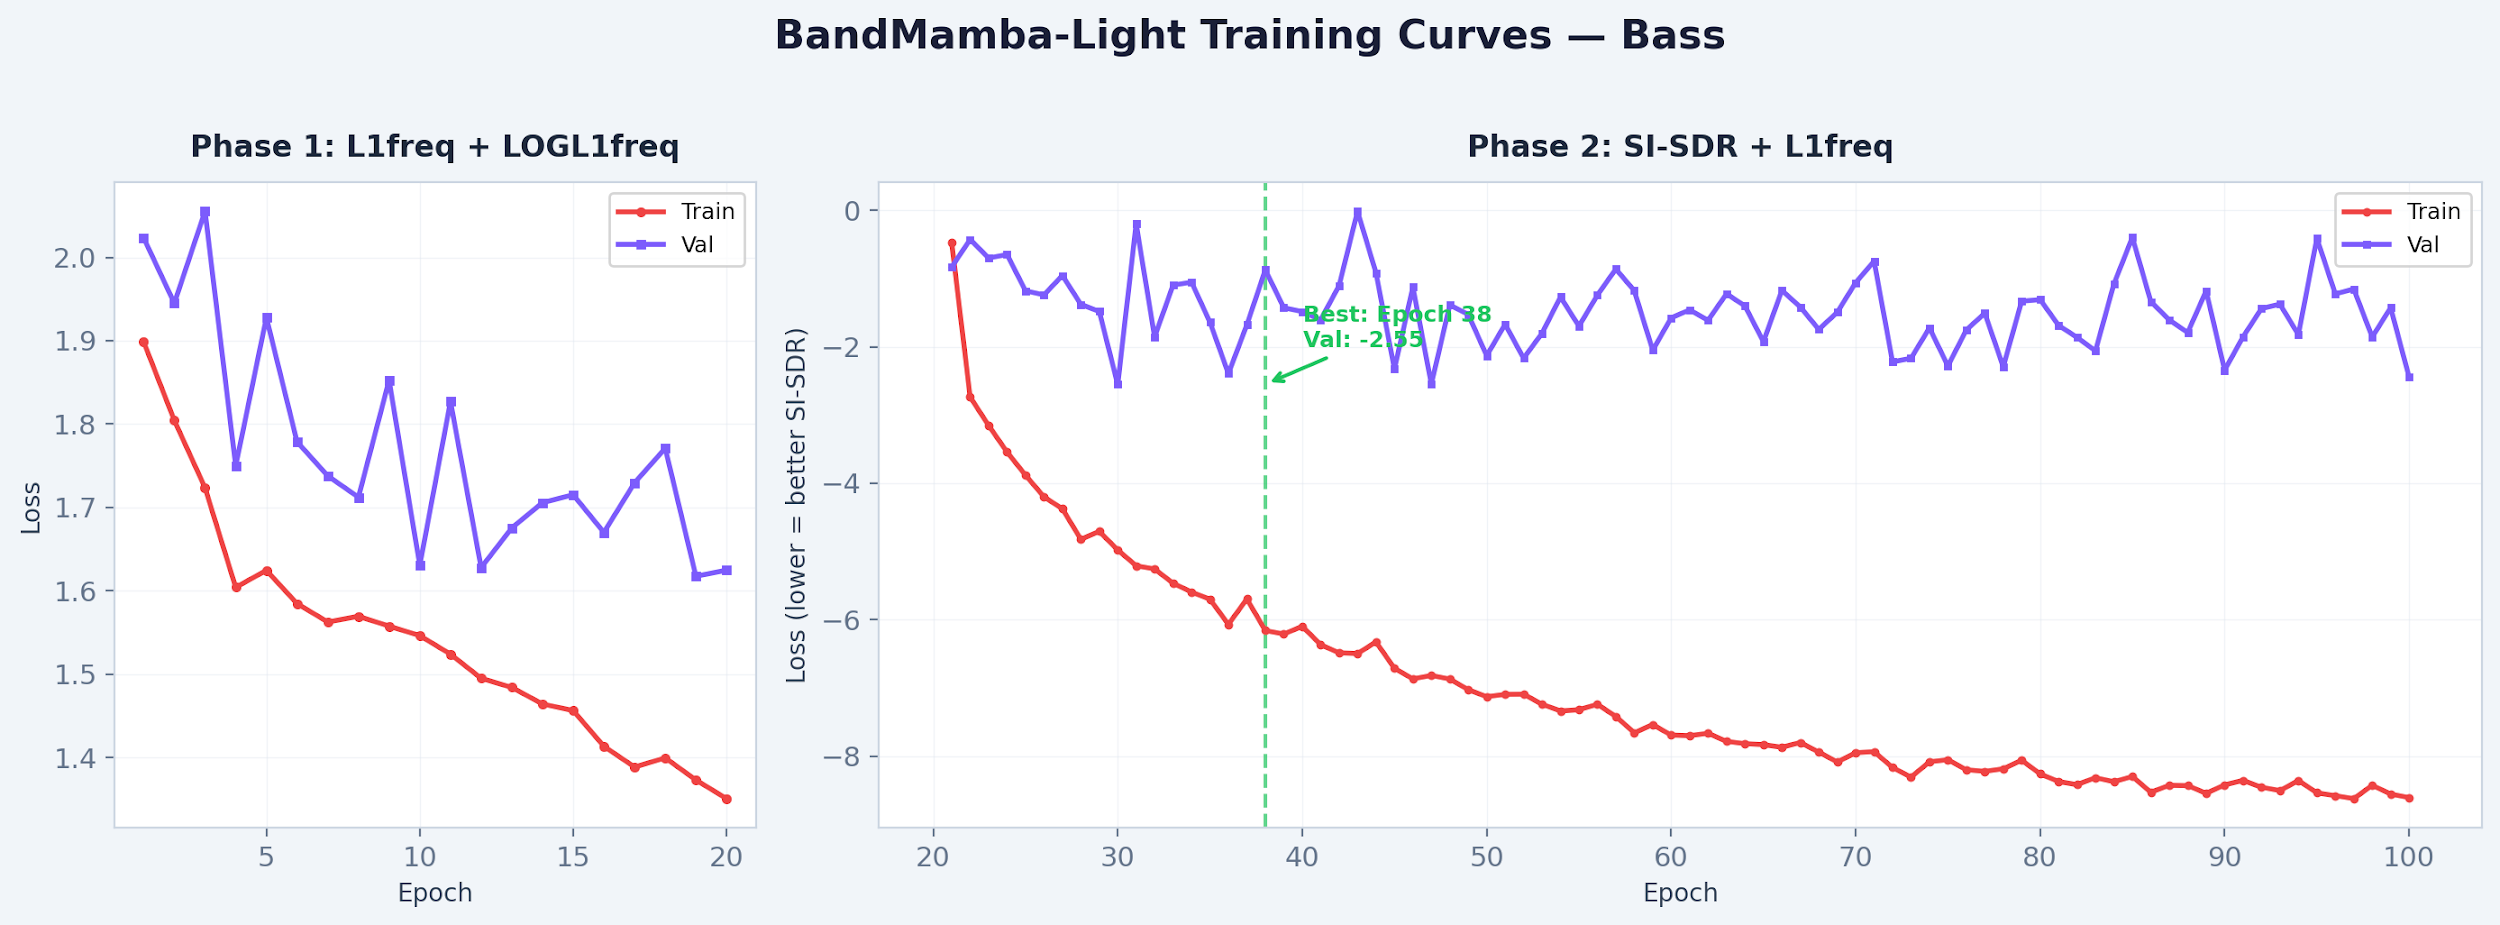 BandMamba-Light Training Curves — Bass
Phase 1: L1freq + LOGL1freq
Loss
2.0
1.9
1.8
1.7
1.6
1.5
1.4
Train
Val
5
10
15
20
Epoch
Phase 2: SI-SDR + L1freq
Loss (lower = better SI-SDR)
0
−2
−4
−6
−8
Train
Val
Best: Epoch 38
Val: -2.55
20
30
40
50
60
70
80
90
100
Epoch